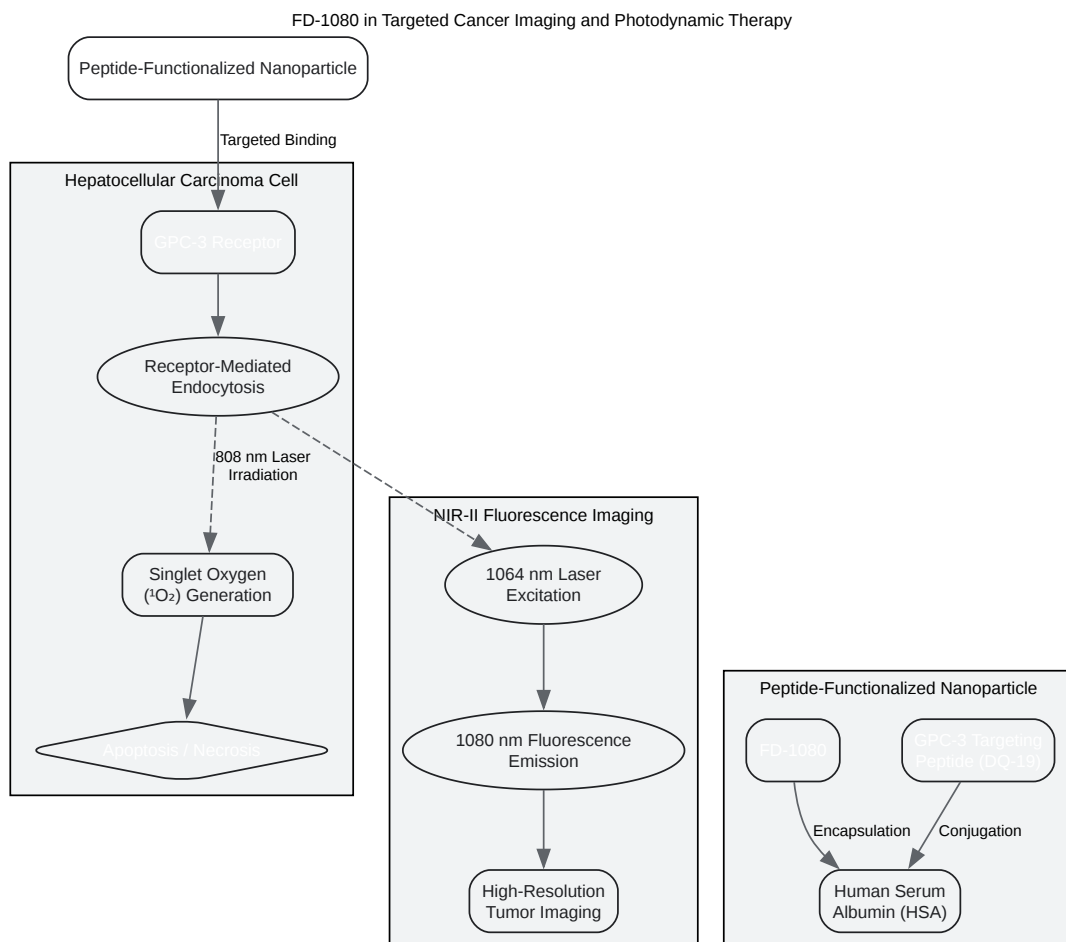 FD-1080 in Targeted Cancer Imaging and Photodynamic Therapy
Peptide-Functionalized Nanoparticle
Targeted Binding
Hepatocellular Carcinoma Cell
GPC-3 Receptor
Receptor-Mediated
Endocytosis
808 nm Laser
Irradiation
Singlet Oxygen
(¹O₂) Generation
Apoptosis / Necrosis
NIR-II Fluorescence Imaging
1064 nm Laser
Excitation
1080 nm Fluorescence
Emission
High-Resolution
Tumor Imaging
Peptide-Functionalized Nanoparticle
FD-1080
GPC-3 Targeting
Peptide (DQ-19)
Encapsulation
Conjugation
Human Serum
Albumin (HSA)